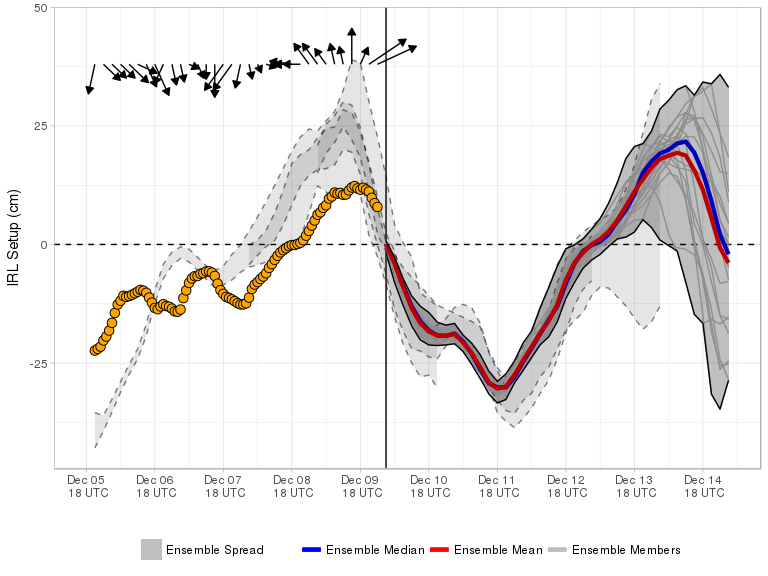 50
25
0
-25
IRL Setup (cm)
Dec 05 Dec 06 Dec 07 Dec 08 Dec 09 Dec 10 Dec 11 Dec 12 Dec 13 Dec 14
18 UTC 18 UTC 18 UTC 18 UTC 18 UTC 18 UTC 18 UTC 18 UTC 18 UTC 18 UTC
Ensemble Spread Ensemble Median Ensemble Mean Ensemble Members